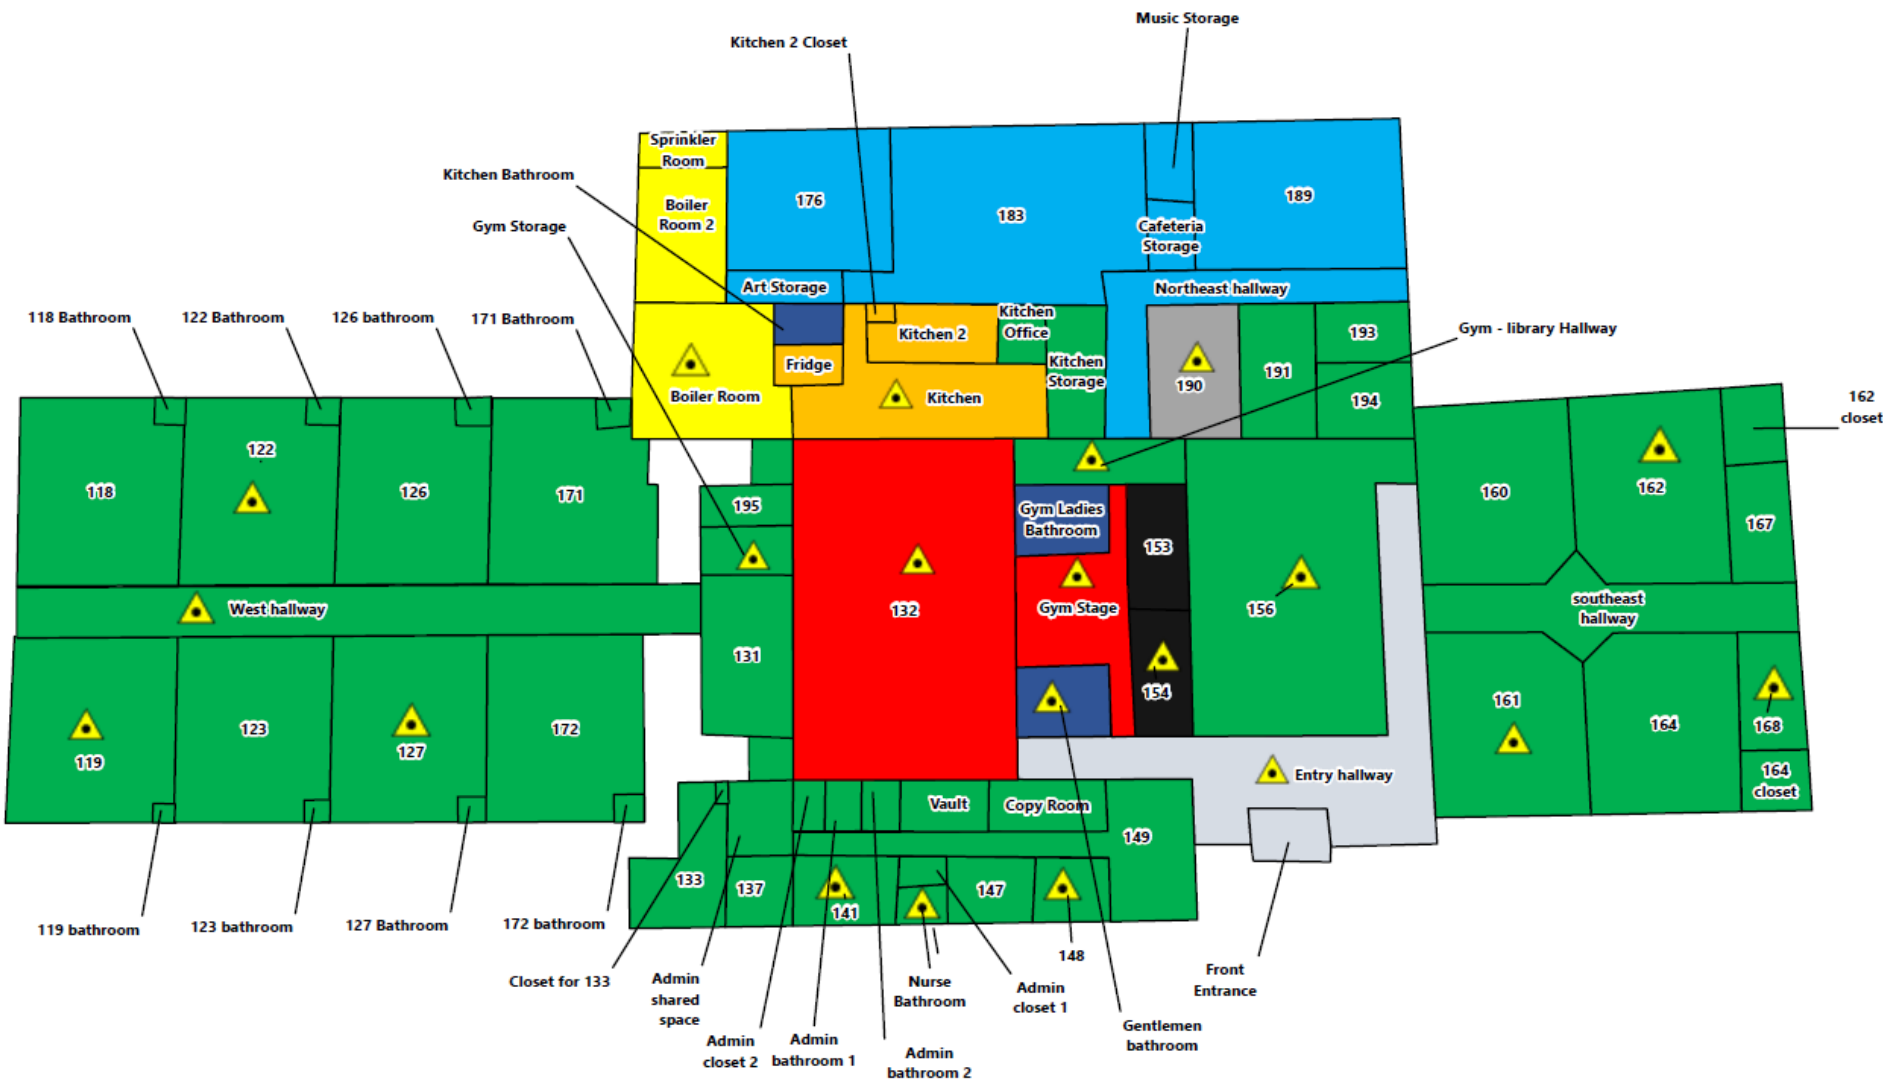 Music Storage
Kitchen 2 Closet
Sprinkler
Room
Kitchen Bathroom
Boiler
Room 2
176
183
189
Gym Storage
Cafeteria
Storage
Art Storage
Northeast hallway
118 Bathroom
122 Bathroom
126 bathroom
171 Bathroom
Kitchen
Office
Kitchen 2
193
Gym - library Hallway
Fridge
Kitchen
Storage
190
191
Boiler Room
Kitchen
194
162
closet
122
118
126
171
195
Gym Ladies
Bathroom
160
162
167
153
West hallway
132
Gym Stage
156
southeast
hallway
131
154
161
119
123
127
172
164
168
Entry hallway
164
closet
Vault
Copy Room
149
133
137
141
147
119 bathroom
123 bathroom
127 Bathroom
172 bathroom
148
Closet for 133
Admin
shared
space
Nurse
Bathroom
Admin
closet 1
Front
Entrance
Admin
closet 2
Admin
bathroom 1
Admin
bathroom 2
Gentlemen
bathroom